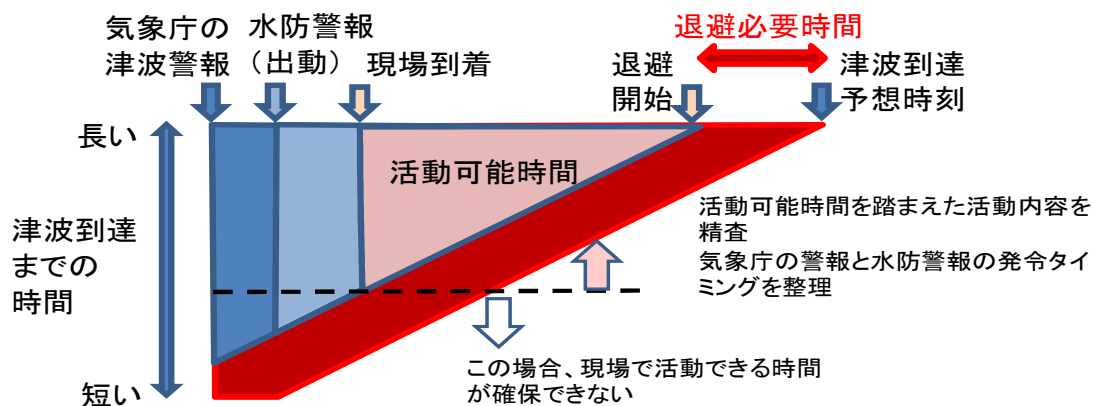 気象庁の
津波警報
水防警報
（出動）
現場到着
退避必要時間
退避
開始
津波到達
予想時刻
長い
活動可能時間
津波到達
までの
時間
活動可能時間を踏まえた活動内容を
精査
気象庁の警報と水防警報の発令タイ
ミングを整理
この場合、現場で活動できる時間
が確保できない
短い